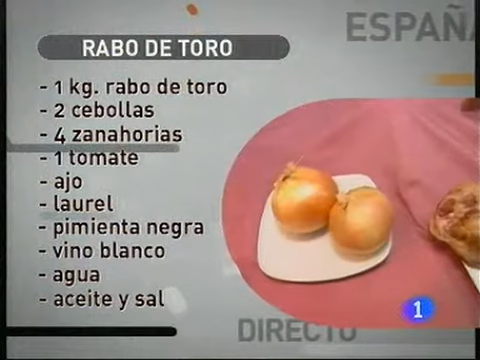 ESPAÑA
RABO DE TORO
- 1 kg. rabo de toro
- 2 cebollas
- 4 zanahorias
- 1 tomate
- ajo
- laurel
- pimienta negra
- vino blanco
- agua
- aceite y sal
1
DIRECTO